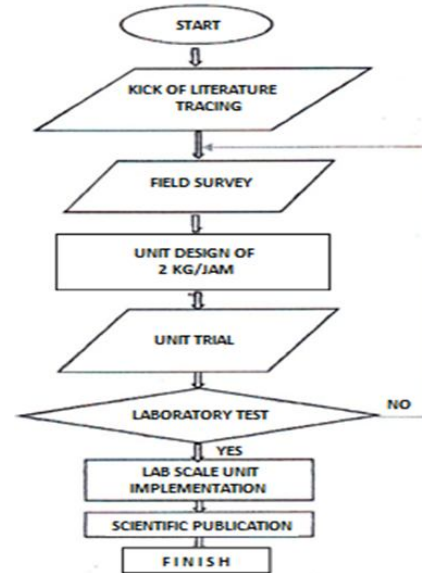 START
KICK OF LITERATURE
TRACING
FIELD SURVEY
UNIT DESIGN OF
2 KG/JAM
UNIT TRIAL
LABORATORY TEST
NO
YES
LAB SCALE UNIT
IMPLEMENTATION
SCIENTIFIC PUBLICATION
F I N I S H